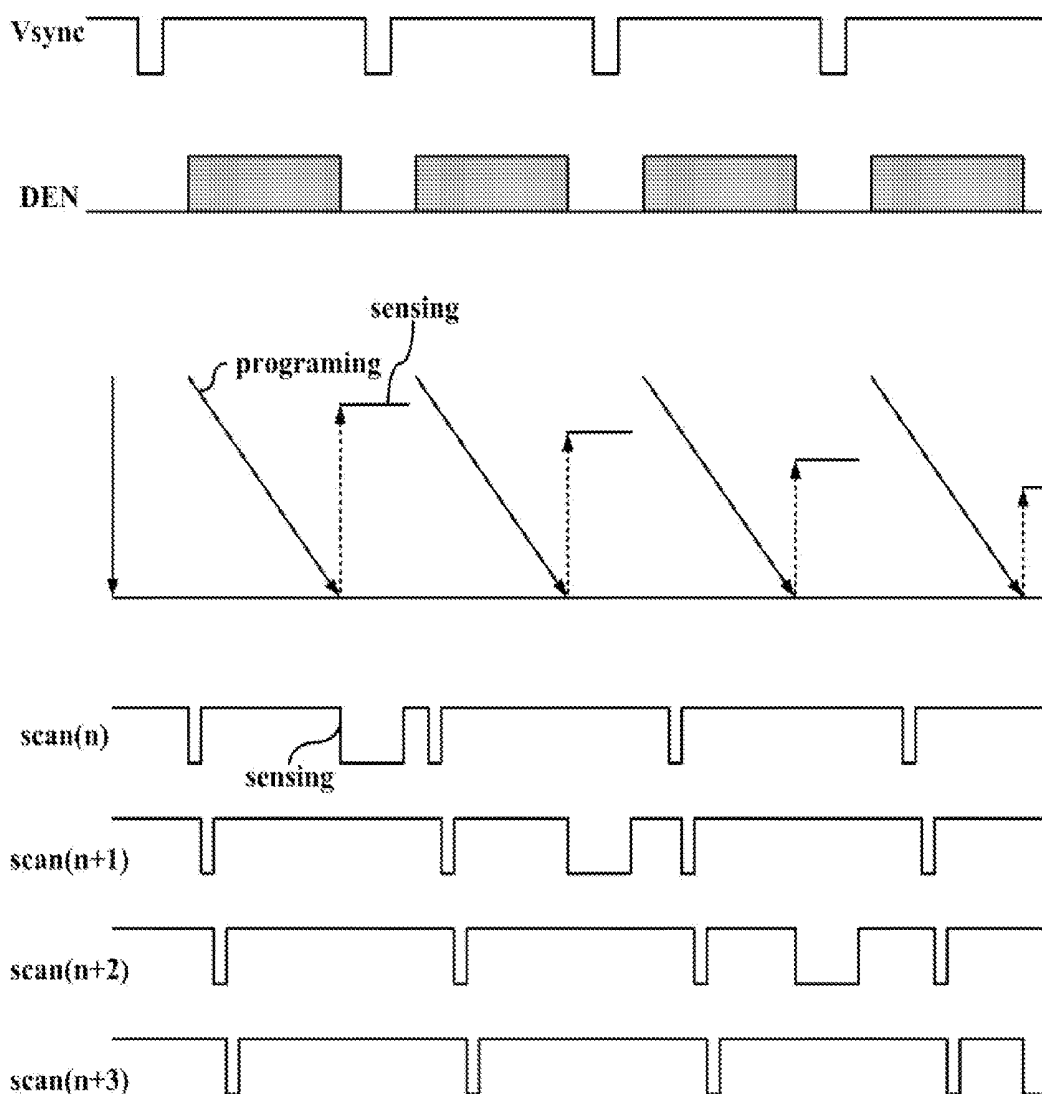 Vsync
DEN
sensing
programing
scan(n)
sensing
scan(n+1)
scan(n+2)
scan(n+3)